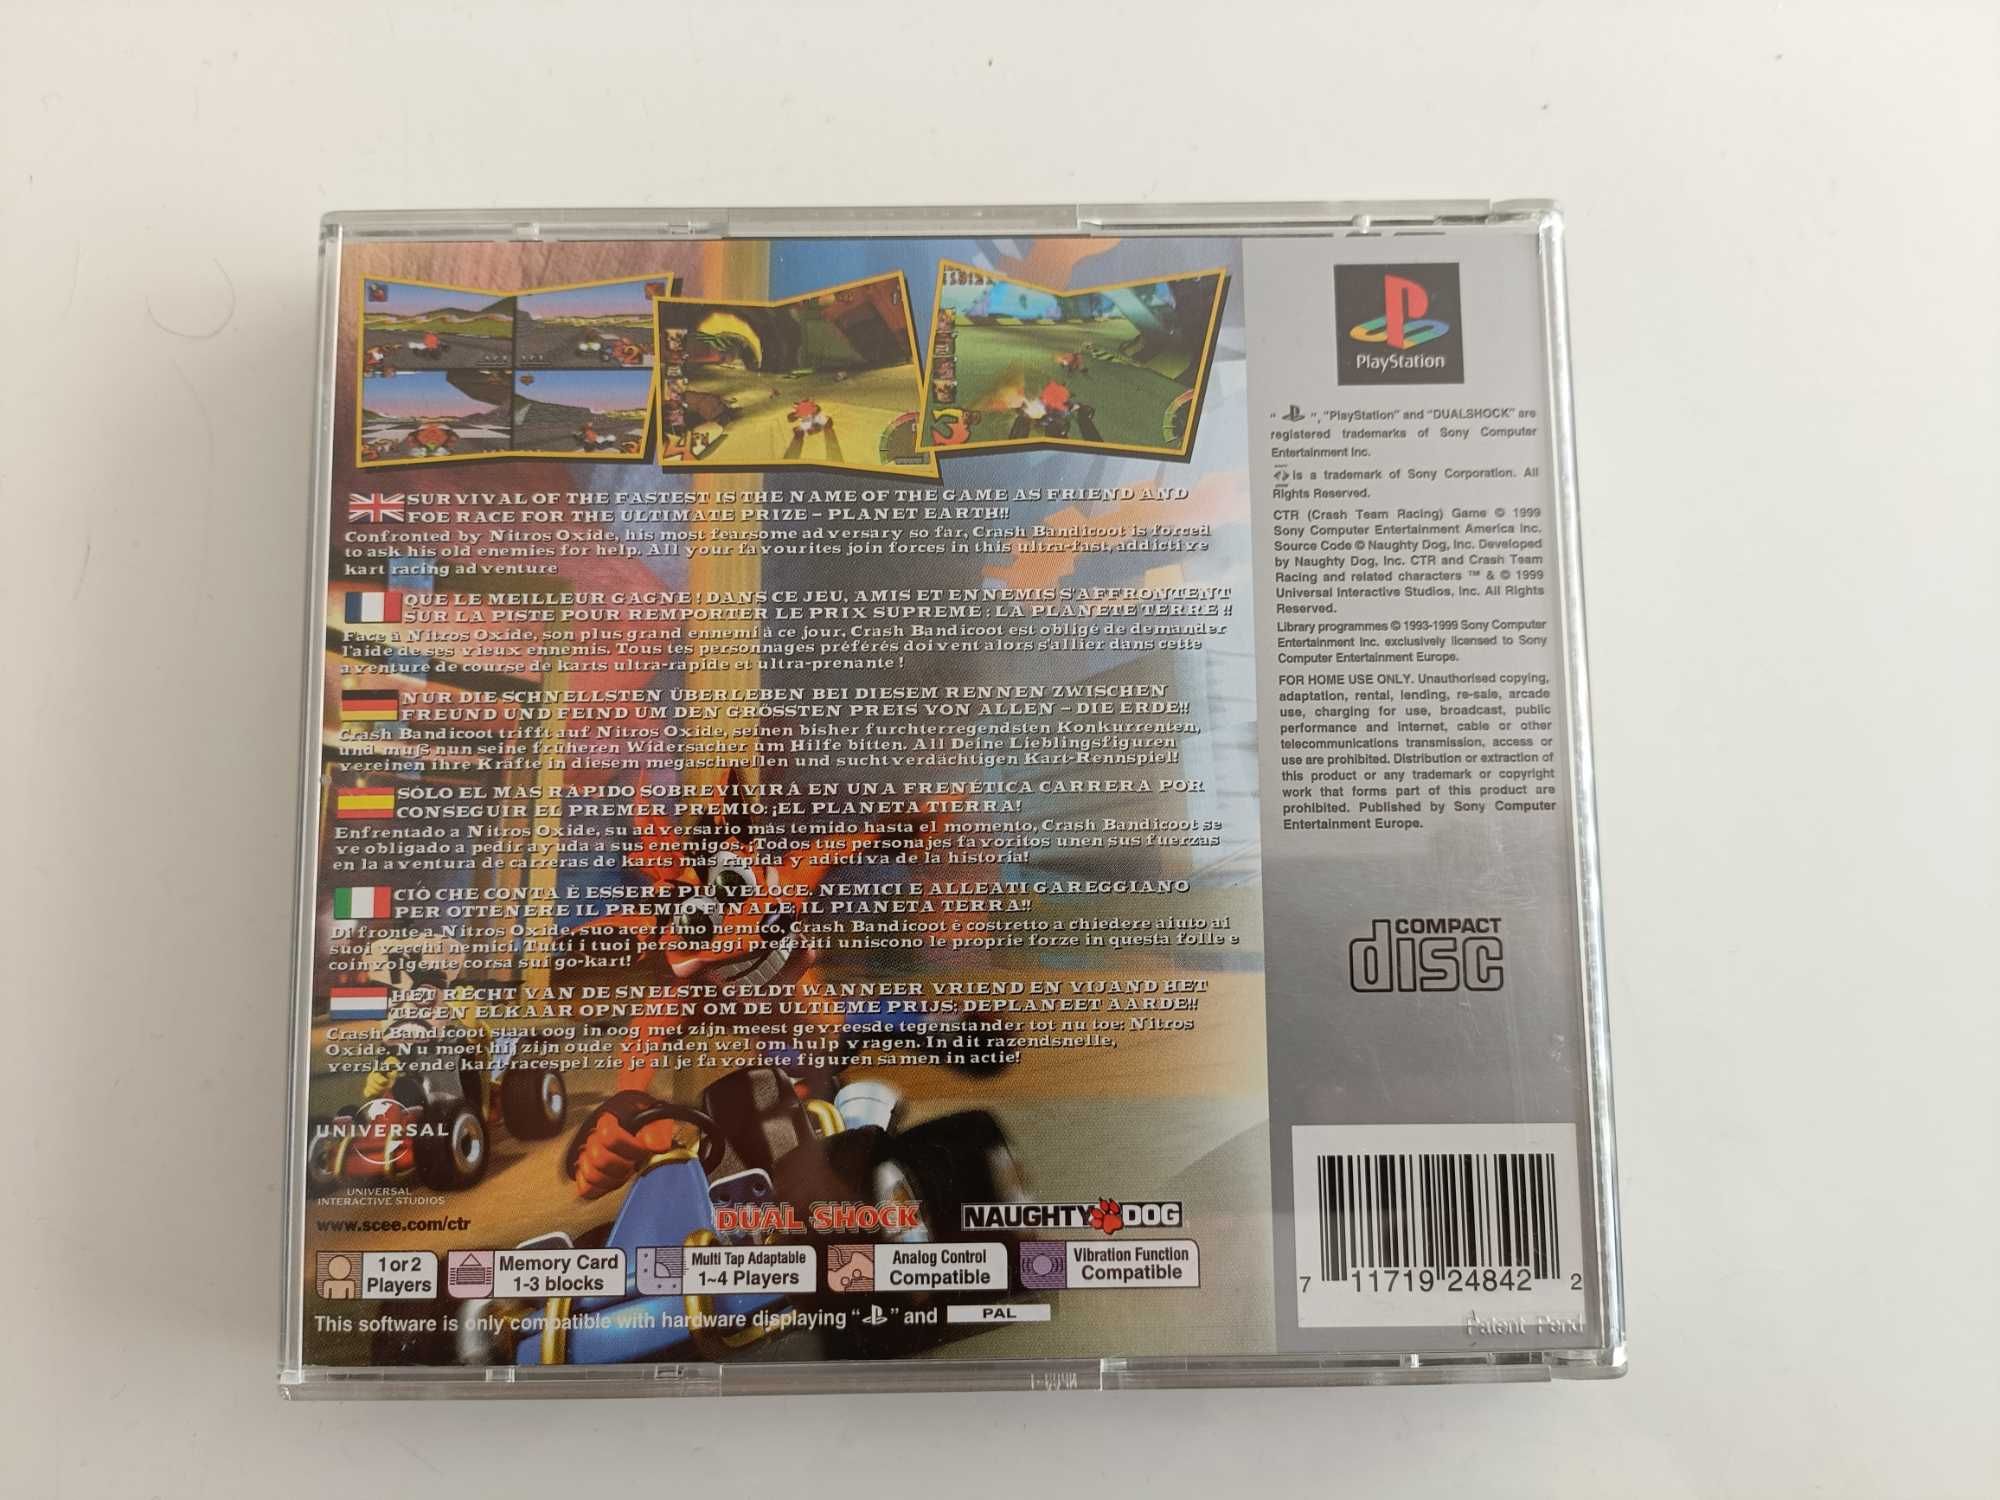 SURVIVAL OF THE FASTEST IS THE NAME OF THE GAME AS FRIEND AND
FOE RACE FOR THE ULTIMATE PRIZE – PLANET EARTH!!
Confronted by Nitros Oxide, his most fearsome adversary so far, Crash Bandicoot is forced
to ask his old enemies for help. All your favourites join forces in this ultra-fast, addictive
kart racing adventure
QUE LE MEILLEUR GAGNE ! DANS CE JEU, AMIS ET ENNEMIS S'AFFRONTENT
SUR LA PISTE POUR REMPORTER LE PRIX SUPREME : LA PLANETE TERRE !!
Face à Nitros Oxide, son plus grand ennemi à ce jour, Crash Bandicoot est obligé de demander
l'aide de ses vieux ennemis. Tous tes personnages préférés doivent alors s'allier dans cette
aventure de course de karts ultra-rapide et ultra-prenante !
NUR DIE SCHNELLSTEN ÜBERLEBEN BEI DIESEM RENNEN ZWISCHEN
FREUND UND FEIND UM DEN GRÖSSTEN PREIS VON ALLEN – DIE ERDE!!
Crash Bandicoot trifft auf Nitros Oxide, seinen bisher furchterregendsten Konkurrenten,
und muß nun seine früheren Widersacher um Hilfe bitten. All Deine Lieblingsfiguren
vereinen ihre Kräfte in diesem megaschnellen und suchtverdächtigen Kart-Rennspiel!
SÓLO EL MÁS RÁPIDO SOBREVIVIRÁ EN UNA FRENÉTICA CARRERA POR
CONSEGUIR EL PREMER PREMIO: ¡EL PLANETA TIERRA!
Enfrentado a Nitros Oxide, su adversario más temido hasta el momento, Crash Bandicoot se
ve obligado a pedir ayuda a sus enemigos. ¡Todos tus personajes favoritos unen sus fuerzas
en la aventura de carreras de karts más rápida y adictiva de la historia!
CIÒ CHE CONTA È ESSERE PIÙ VELOCE. NEMICI E ALLEATI GAREGGIANO
PER OTTENERE IL PREMIO FINALE: IL PIANETA TERRA!!
Di fronte a Nitros Oxide, suo acerrimo nemico, Crash Bandicoot è costretto a chiedere aiuto ai
suoi vecchi nemici. Tutti i tuoi personaggi preferiti uniscono le proprie forze in questa folle e
coinvolgente corsa sui go-kart!
HET RECHT VAN DE SNELSTE GELDT WANNEER VRIEND EN VIJAND HET
TEGEN ELKAAR OPNEMEN OM DE ULTIEME PRIJS; DEPLANEET AARDE!!
Crash Bandicoot staat oog in oog met zijn meest gevreesde tegenstander tot nu toe: Nitros
Oxide. Nu moet hij zijn oude vijanden wel om hulp vragen. In dit razendsnelle,
verslavende kart-racespel zie je al je favoriete figuren samen in actie!
UNIVERSAL
UNIVERSAL
INTERACTIVE STUDIOS
www.scee.com/ctr
DUAL SHOCK
NAUGHTY DOG
1 or 2
Players
Memory Card
1-3 blocks
Multi Tap Adaptable
1~4 Players
Analog Control
Compatible
Vibration Function
Compatible
This software is only compatible with hardware displaying " " and PAL
PlayStation
" ", "PlayStation" and "DUALSHOCK" are
registered trademarks of Sony Computer
Entertainment Inc.
is a trademark of Sony Corporation. All
Rights Reserved.
CTR (Crash Team Racing) Game © 1999
Sony Computer Entertainment America Inc.
Source Code © Naughty Dog, Inc. Developed
by Naughty Dog, Inc. CTR and Crash Team
Racing and related characters ™ & © 1999
Universal Interactive Studios, Inc. All Rights
Reserved.
Library programmes © 1993-1999 Sony Computer
Entertainment Inc. exclusively licensed to Sony
Computer Entertainment Europe.
FOR HOME USE ONLY. Unauthorised copying,
adaptation, rental, lending, re-sale, arcade
use, charging for use, broadcast, public
performance and internet, cable or other
telecommunications transmission, access or
use are prohibited. Distribution or extraction of
this product or any trademark or copyright
work that forms part of this product are
prohibited. Published by Sony Computer
Entertainment Europe.
COMPACT
disc
7 11719 24842 2
Patent Pend